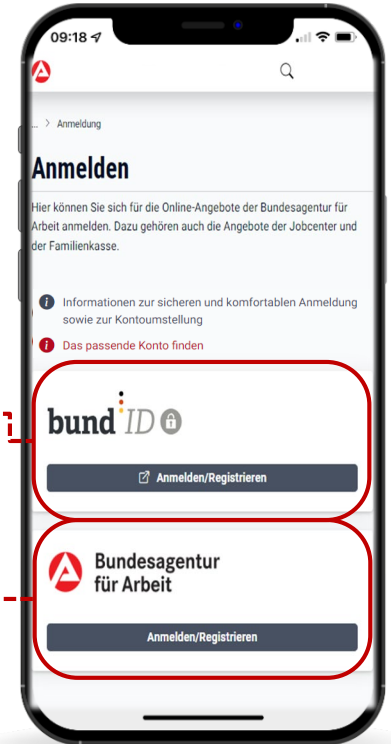 09:18
... > Anmeldung
Anmelden
Hier können Sie sich für die Online-Angebote der Bundesagentur für
Arbeit anmelden. Dazu gehören auch die Angebote der Jobcenter und
der Familienkasse.
Informationen zur sicheren und komfortablen Anmeldung
sowie zur Kontoumstellung
Das passende Konto finden
bund ID
Anmelden/Registrieren
Bundesagentur
für Arbeit
Anmelden/Registrieren